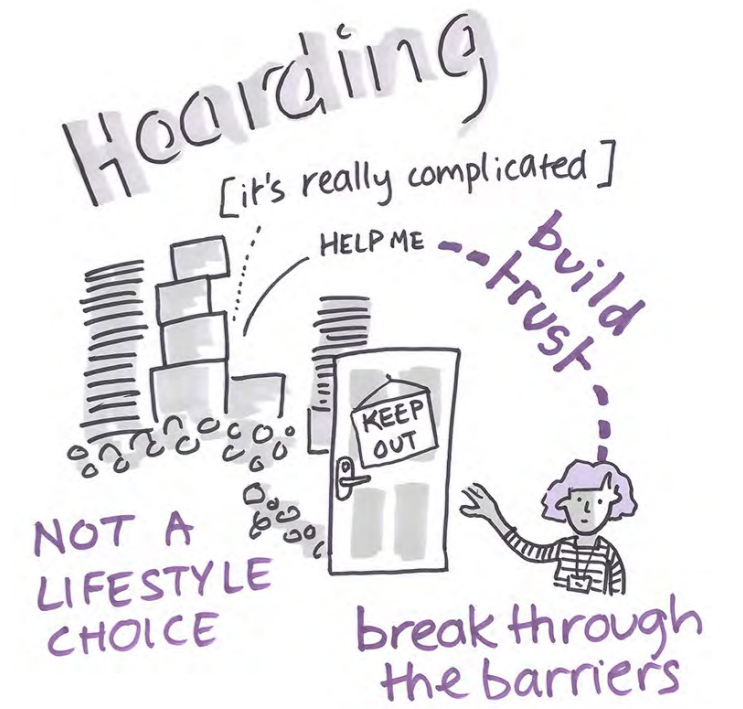 Hoarding
[it's really complicated]
HELP ME
build
trust
KEEP
OUT
NOT A
LIFESTYLE
CHOICE
break through
the barriers